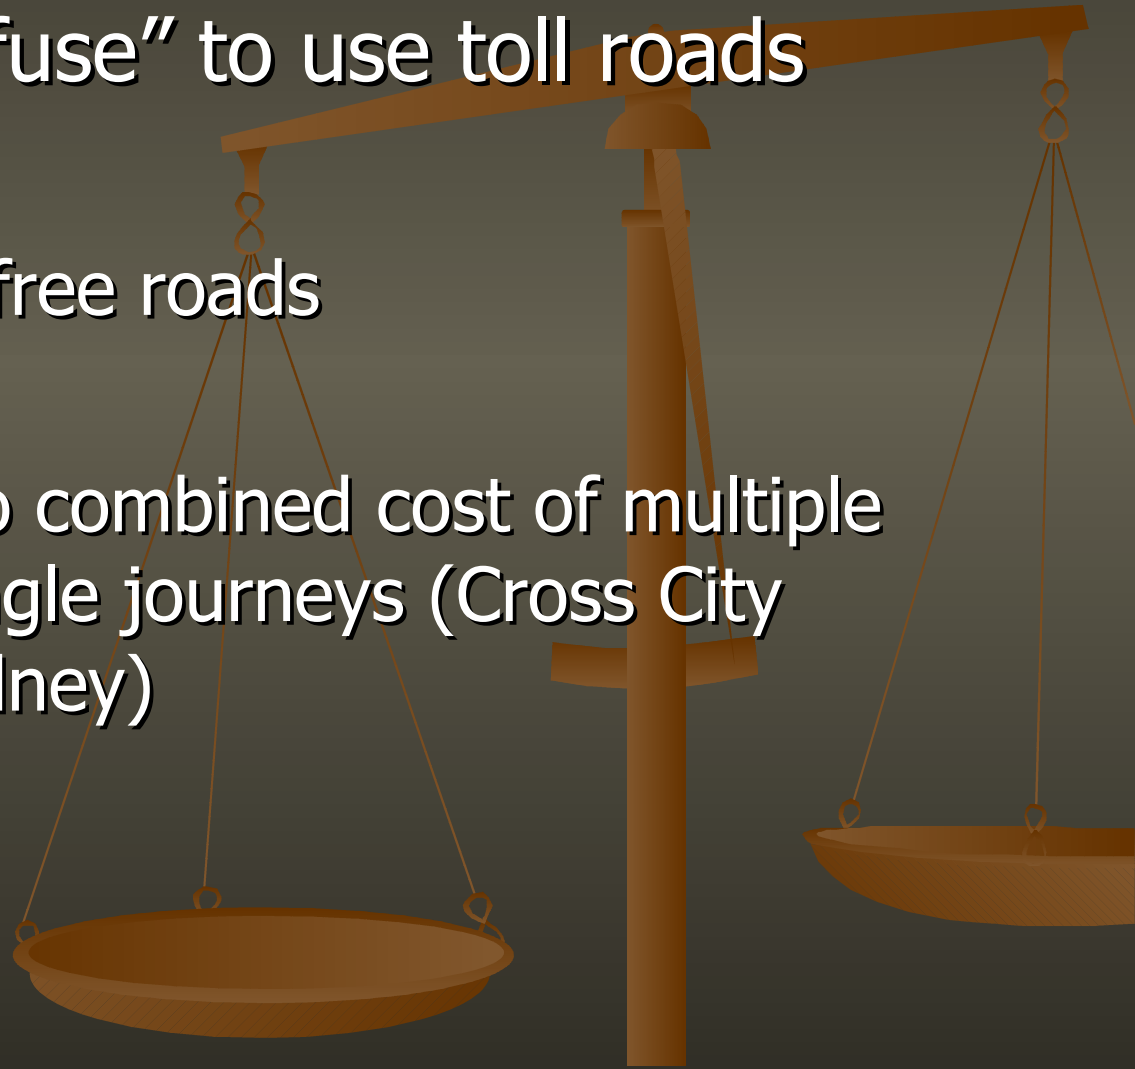 fuse” to use toll roads
free roads
o combined cost of multiple
gle journeys (Cross City
lney)